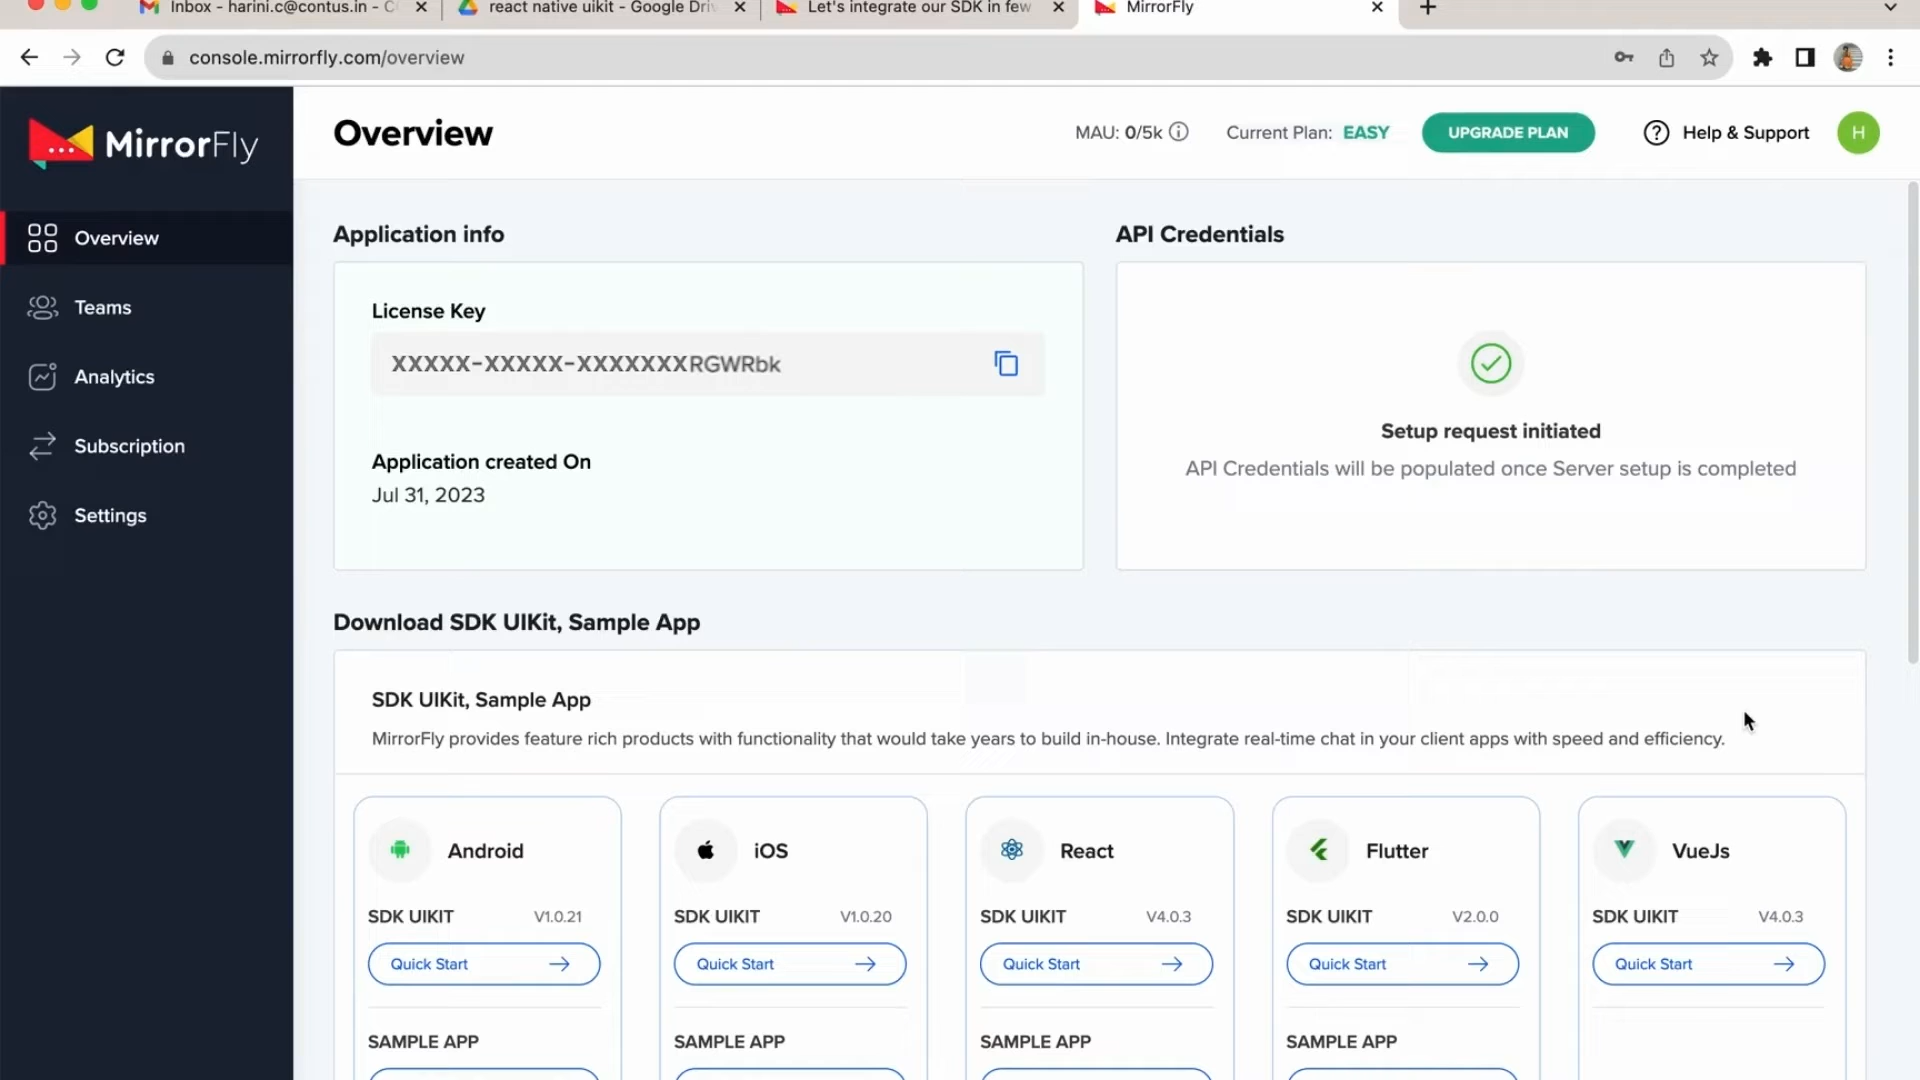 Inbox - harini.c@contus.in - C
react native uikit - Google Driv
Let's integrate our SDK in few
MirrorFly
console.mirrorfly.com/overview
MirrorFly
Overview
MAU: 0/5k
Current Plan: EASY
UPGRADE PLAN
Help & Support
H
Overview
Teams
Analytics
Subscription
Settings
Application info
API Credentials
License Key
XXXXX-XXXXX-XXXXXXXRGWRbk
Application created On
Jul 31, 2023
Setup request initiated
API Credentials will be populated once Server setup is completed
Download SDK UIKit, Sample App
SDK UIKit, Sample App
MirrorFly provides feature rich products with functionality that would take years to build in-house. Integrate real-time chat in your client apps with speed and efficiency.
Android
SDK UIKIT V1.0.21
Quick Start
SAMPLE APP
iOS
SDK UIKIT V1.0.20
Quick Start
SAMPLE APP
React
SDK UIKIT V4.0.3
Quick Start
SAMPLE APP
Flutter
SDK UIKIT V2.0.0
Quick Start
SAMPLE APP
VueJs
SDK UIKIT V4.0.3
Quick Start